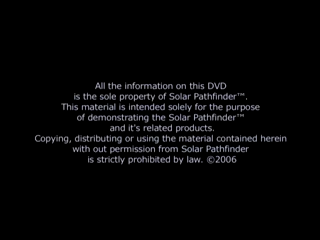 All the information on this DVD
is the sole property of Solar Pathfinder™.
This material is intended solely for the purpose
of demonstrating the Solar Pathfinder™
and it's related products.
Copying, distributing or using the material contained herein
with out permission from Solar Pathfinder
is strictly prohibited by law. ©2006